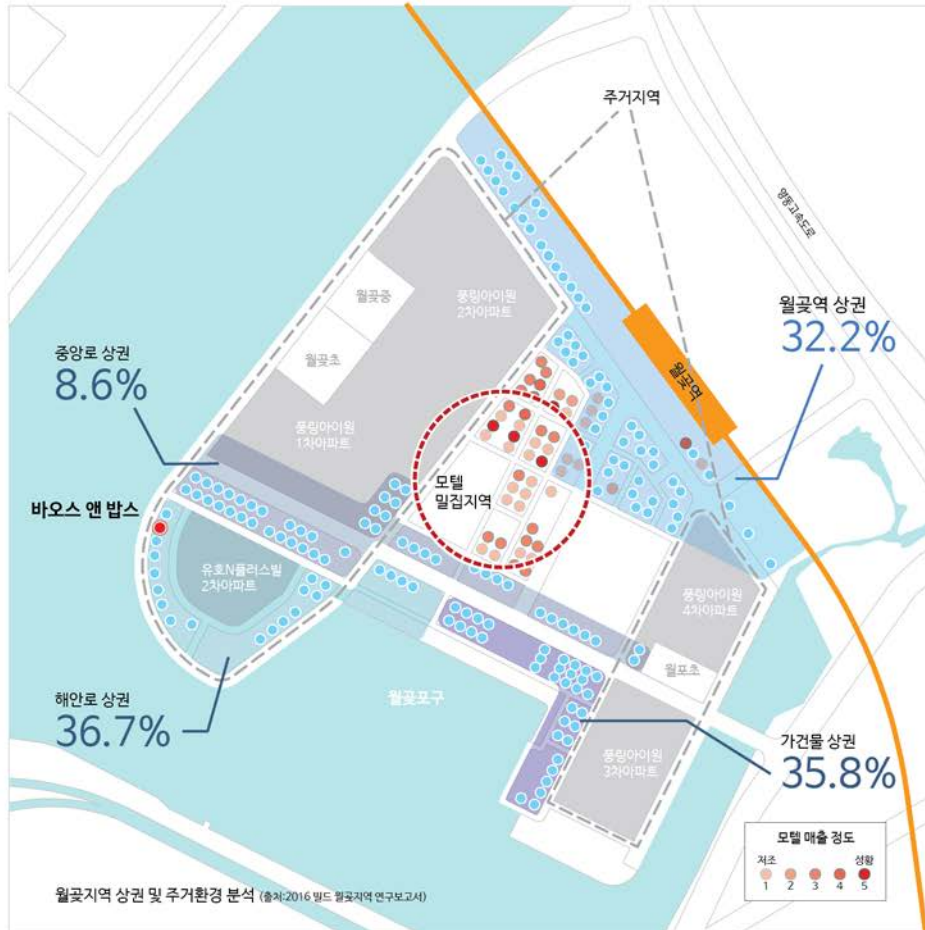 주거지역
영동고속도로
월곶중
풍림아이원
2차아파트
월곶역 상권
32.2%
중앙로 상권
8.6%
월곶초
월곶역
풍림아이원
1차아파트
모텔
밀집지역
바오스 앤 밥스
유호N플러스빌
2차아파트
풍림아이원
4차아파트
월포초
해안로 상권
36.7%
월곶포구
가건물 상권
35.8%
풍림아이원
3차아파트
모텔 매출 정도
저조 성황
1 2 3 4 5
월곶지역 상권 및 주거환경 분석 (출처:2016 빌드 월곶지역 연구보고서)